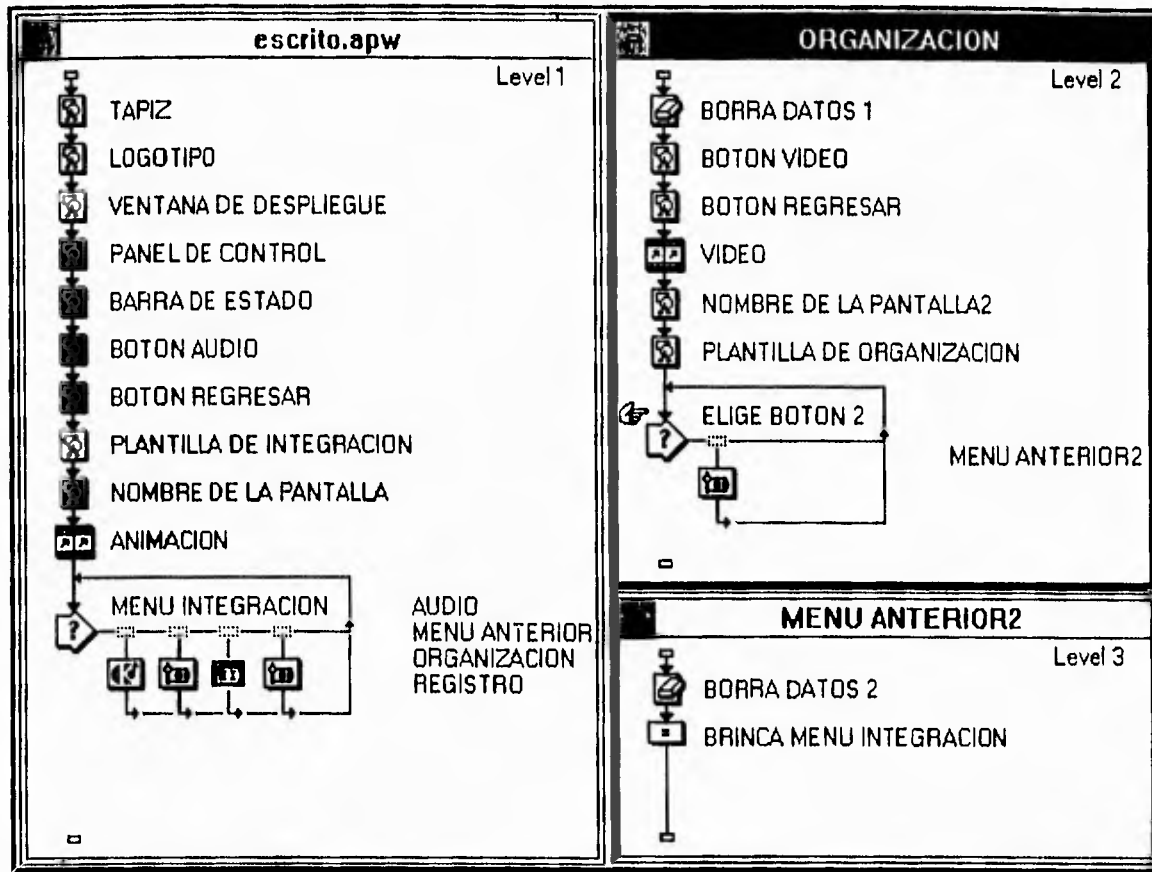 escrito.apw
Level 1
TAPIZ
LOGOTIPO
VENTANA DE DESPLIEGUE
PANEL DE CONTROL
BARRA DE ESTADO
BOTON AUDIO
BOTON REGRESAR
PLANTILLA DE INTEGRACION
NOMBRE DE LA PANTALLA
ANIMACION
MENU INTEGRACION
?
AUDIO
MENU ANTERIOR
ORGANIZACION
REGISTRO
ORGANIZACION
Level 2
BORRA DATOS 1
BOTON VIDEO
BOTON REGRESAR
VIDEO
NOMBRE DE LA PANTALLA2
PLANTILLA DE ORGANIZACION
ELIGE BOTON 2
?
MENU ANTERIOR2
MENU ANTERIOR2
Level 3
BORRA DATOS 2
BRINCA MENU INTEGRACION